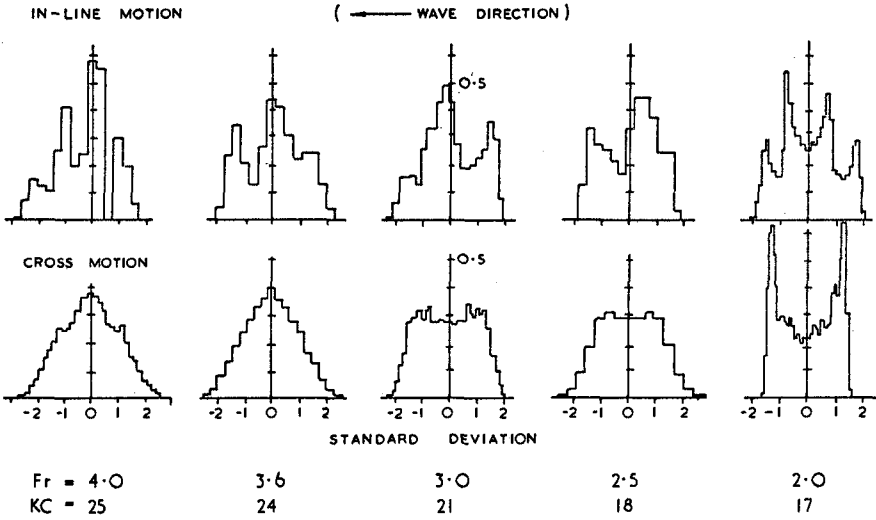 IN-LINE MOTION ( ← WAVE DIRECTION )
0.5
CROSS MOTION 0.5
-2 -1 0 1 2 -2 -1 0 1 2 -2 -1 0 1 2 -2 -1 0 1 2 -2 -1 0 1 2
STANDARD DEVIATION
Fr = 4·0 3·6 3·0 2·5 2·0
KC = 25 24 21 18 17